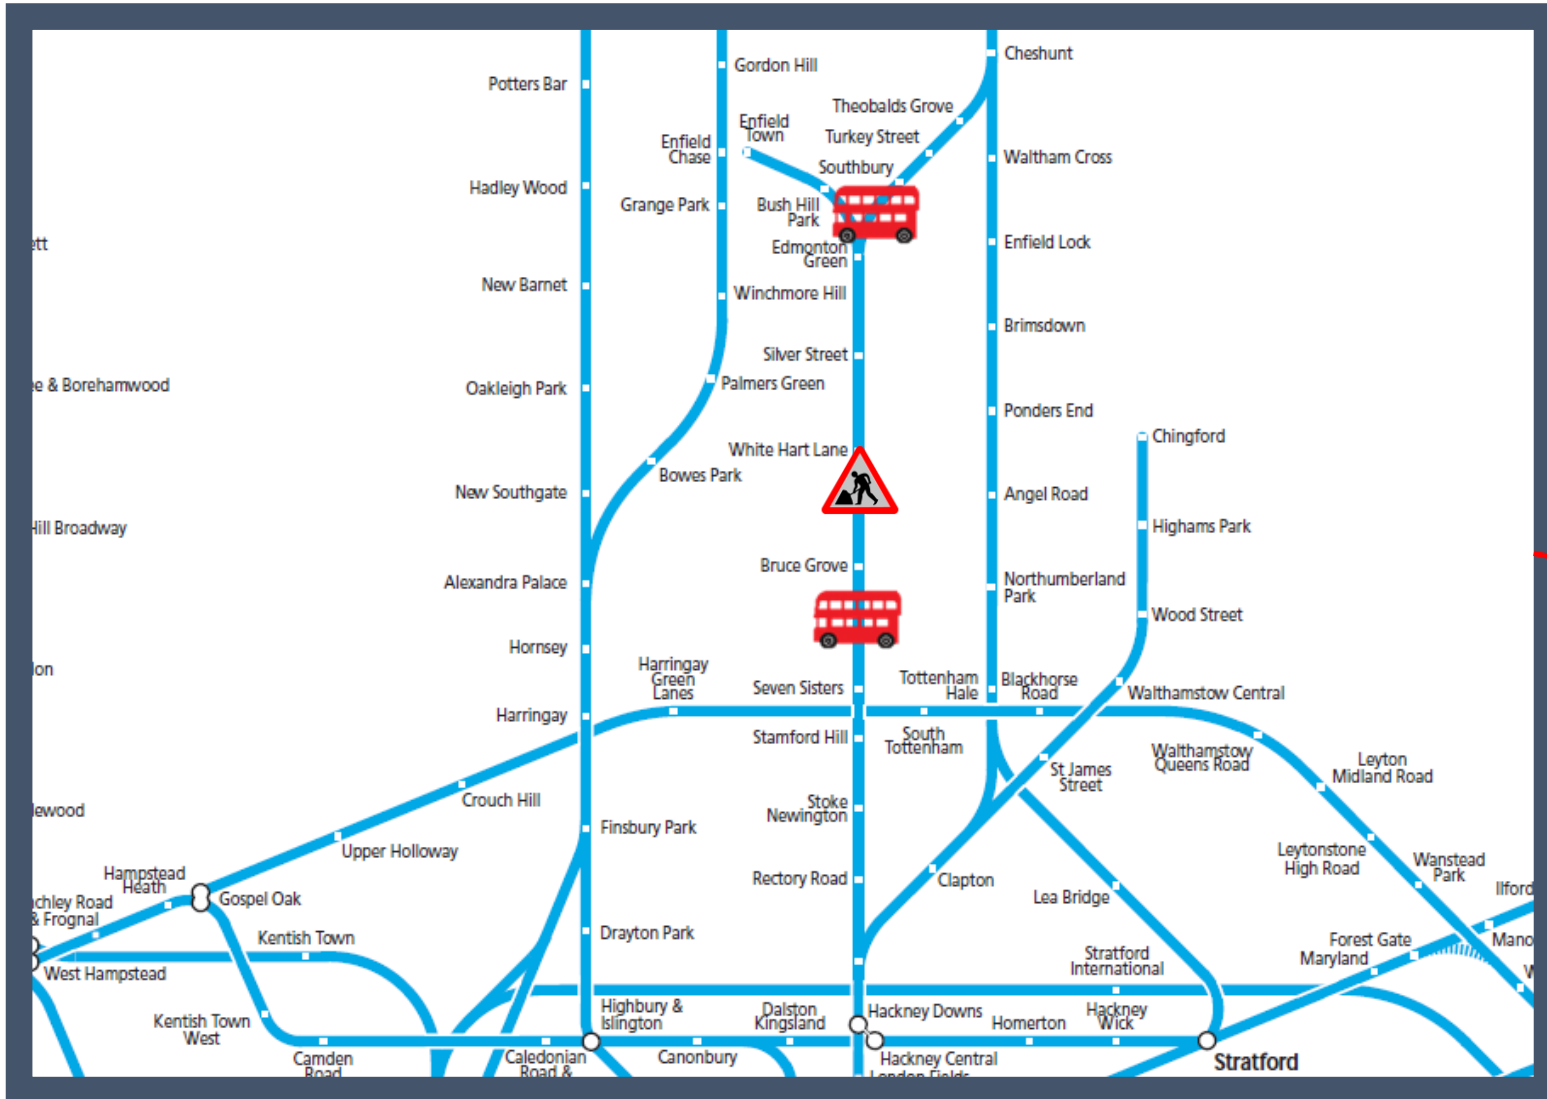 Cheshunt
Gordon Hill
Potters Bar
Theobalds Grove
Enfield
Town
Turkey Street
Enfield
Chase
Waltham Cross
Southbury
Hadley Wood
Grange Park
Bush Hill
Park
Enfield Lock
Edmonton
Green
New Barnet
Winchmore Hill
Brimsdown
Silver Street
Oakleigh Park
Palmers Green
& Borehamwood
Ponders End
Chingford
White Hart Lane
Bowes Park
New Southgate
Angel Road
Hill Broadway
Highams Park
Bruce Grove
Alexandra Palace
Northumberland
Park
Wood Street
Hornsey
Harringay
Green
Lanes
Seven Sisters
Tottenham
Hale
Blackhorse
Road
Walthamstow Central
Harringay
Stamford Hill
South
Tottenham
Walthamstow
Queens Road
Leyton
Midland Road
St James
Street
Crouch Hill
Stoke
Newington
Finsbury Park
Upper Holloway
Leytonstone
High Road
Wanstead
Park
Hampstead
Heath
Gospel Oak
Rectory Road
Clapton
Lea Bridge
Ilford
chley Road
& Frognal
Kentish Town
Drayton Park
Forest Gate
Maryland
Mano
West Hampstead
Stratford
International
Highbury &
Islington
Dalston
Kingsland
Hackney Downs
Homerton
Hackney
Wick
Kentish Town
West
Camden
Road
Caledonian
Road &
Canonbury
Hackney Central
London Fields
Stratford